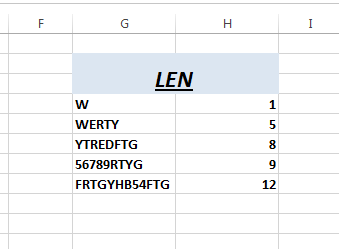 F G H I
LEN
W 1
WERTY 5
YTREDFTG 8
56789RTYG 9
FRTGYHB54FTG 12